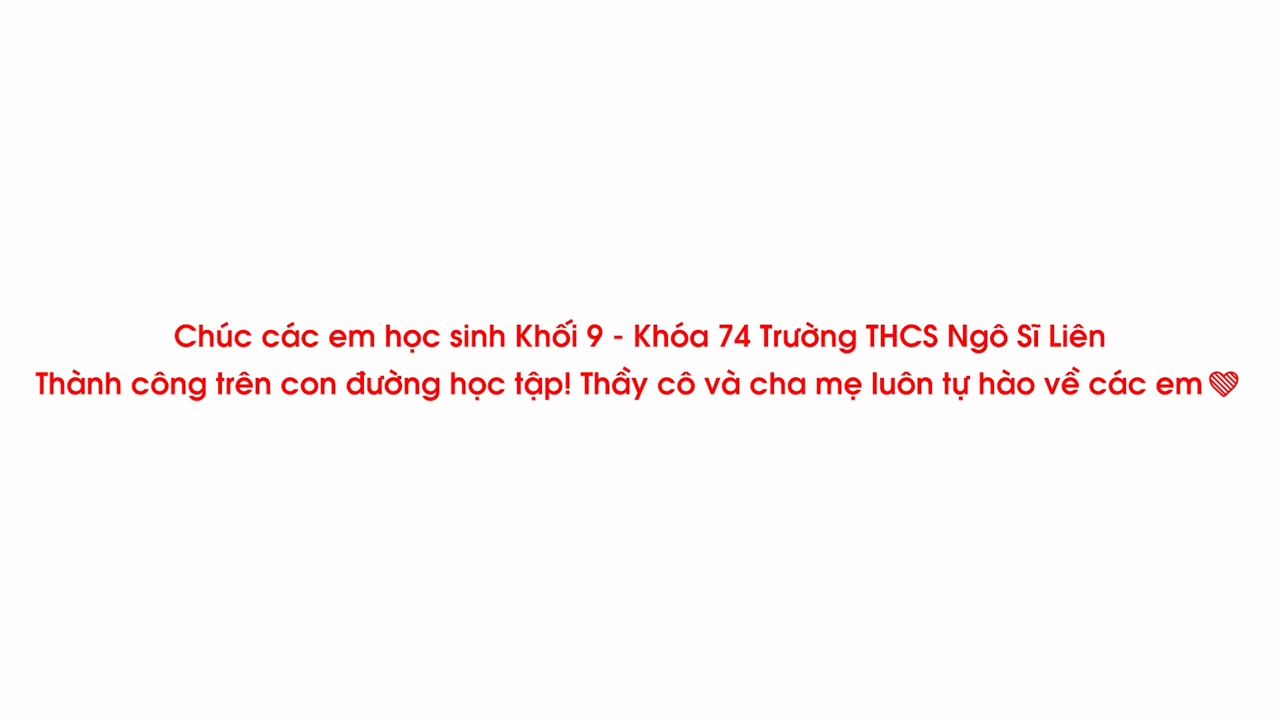 Chúc các em học sinh Khối 9 - Khóa 74 Trường THCS Ngô Sĩ Liên
Thành công trên con đường học tập! Thầy cô và cha mẹ luôn tự hào về các em